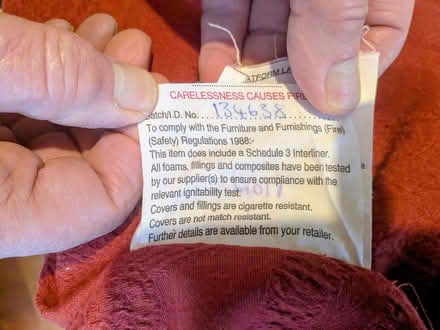 ATFORM LA
CARELESSNESS CAUSES FIRE
Batch/I.D. No. 134638
To comply with the Furniture and Furnishings (Fire)
(Safety) Regulations 1988:-
This item does include a Schedule 3 Interliner.
All foams, fillings and composites have been tested
by our supplier(s) to ensure compliance with the
relevant ignitability test.
Covers and fillings are cigarette resistant.
Covers are not match resistant.
Further details are available from your retailer.